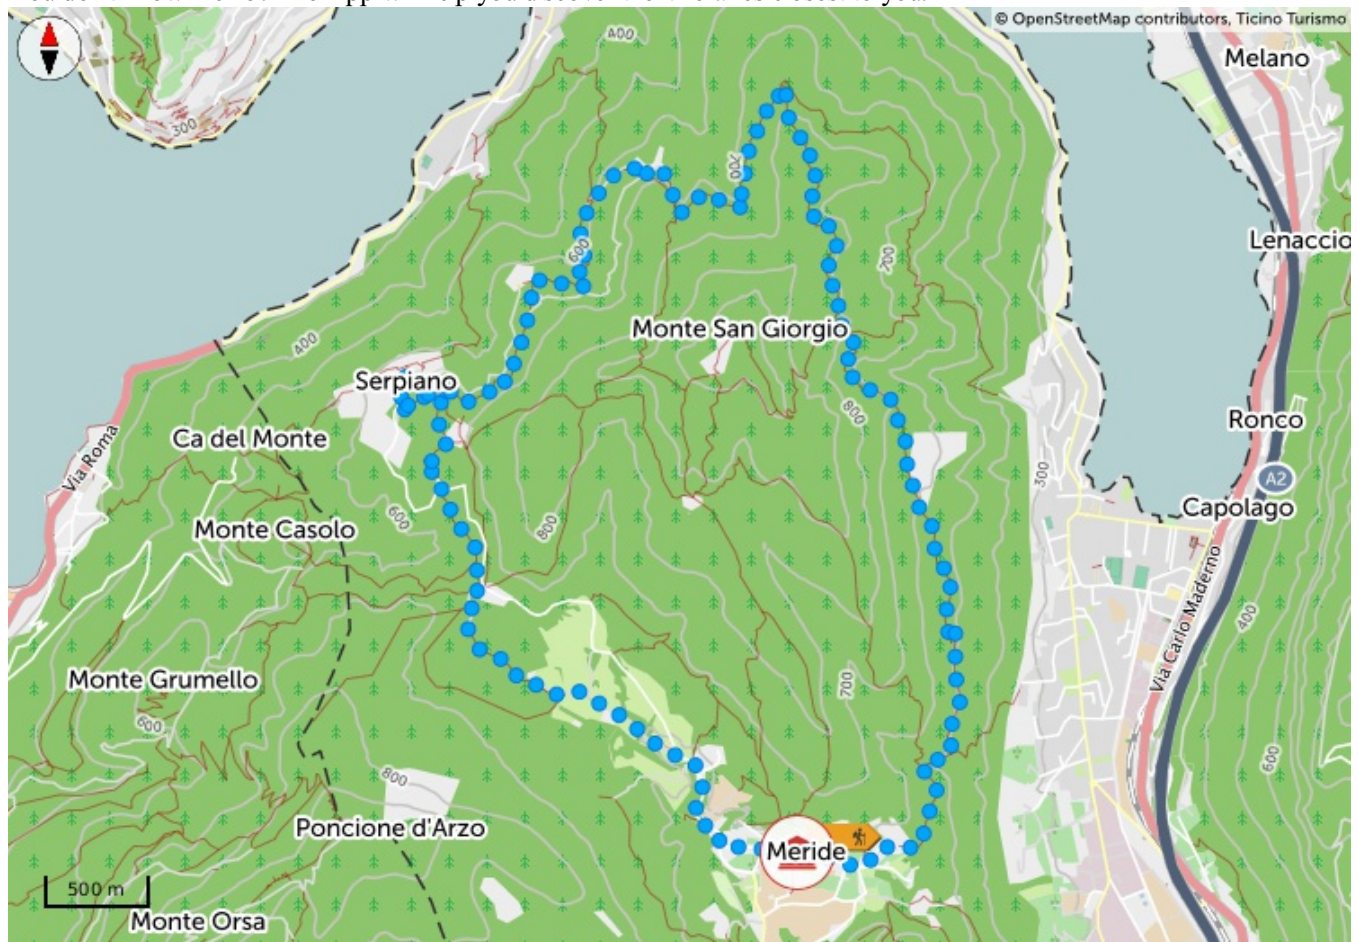 © OpenStreetMap contributors, Ticino Turismo
400
Melano
300
700
Lenaccio
600
700
400
Monte San Giorgio
Serpiano
Ronco
800
Via Roma
Ca del Monte
300
A2
Capolago
600
Monte Casolo
800
Via Carlo Maderno
400
Monte Grumello
700
600
600
800
Poncione d'Arzo
Meride
500 m
Monte Orsa